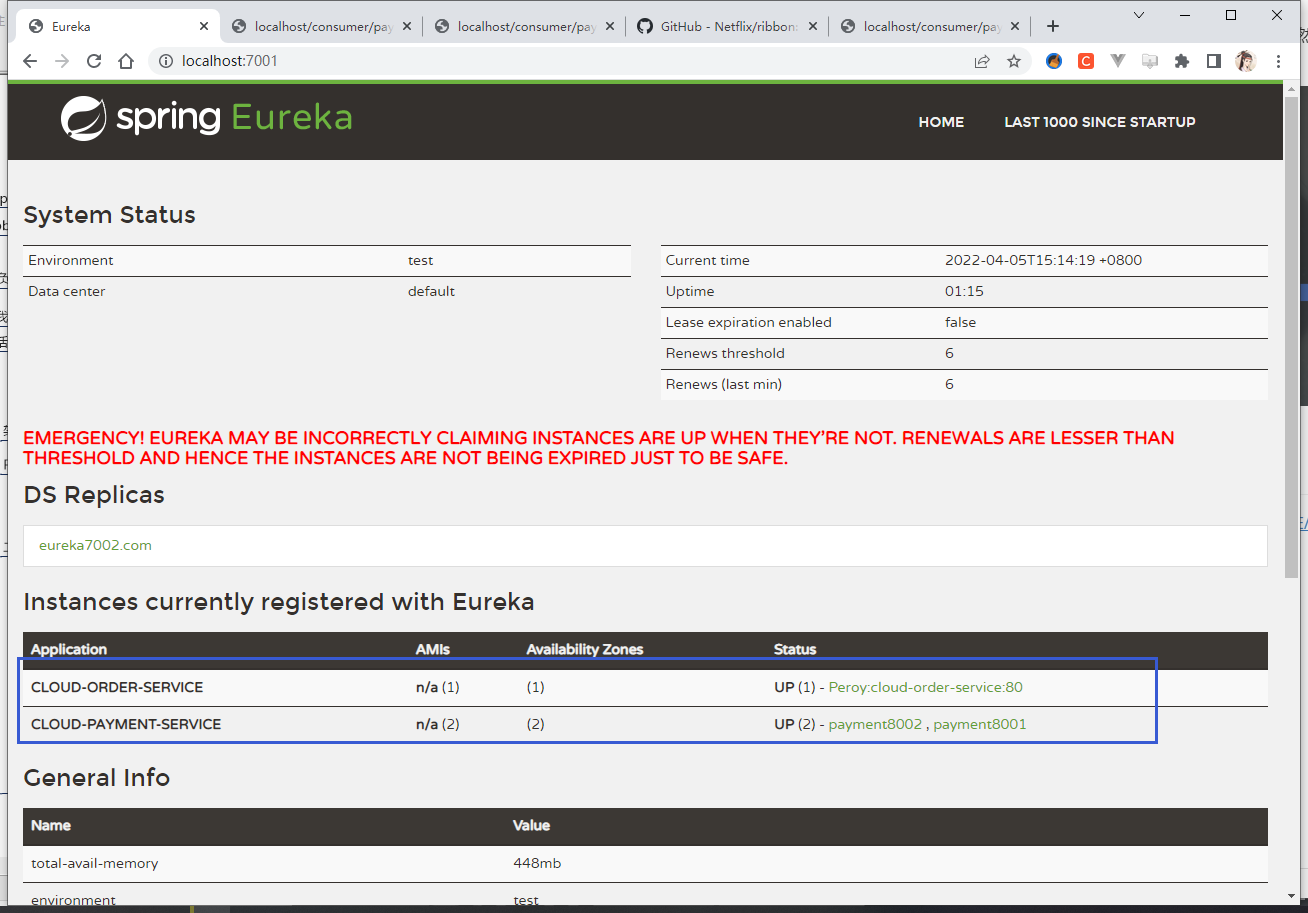 Eureka
localhost/consumer/pay
localhost/consumer/pay
GitHub - Netflix/ribbon:
localhost/consumer/pay
localhost:7001
spring Eureka
HOME
LAST 1000 SINCE STARTUP
System Status
Environment test
Data center default
Current time 2022-04-05T15:14:19 +0800
Uptime 01:15
Lease expiration enabled false
Renews threshold 6
Renews (last min) 6
EMERGENCY! EUREKA MAY BE INCORRECTLY CLAIMING INSTANCES ARE UP WHEN THEY'RE NOT. RENEWALS ARE LESSER THAN
THRESHOLD AND HENCE THE INSTANCES ARE NOT BEING EXPIRED JUST TO BE SAFE.
DS Replicas
eureka7002.com
Instances currently registered with Eureka
Application AMIs Availability Zones Status
CLOUD-ORDER-SERVICE n/a (1) (1) UP (1) - Peroy:cloud-order-service:80
CLOUD-PAYMENT-SERVICE n/a (2) (2) UP (2) - payment8002 , payment8001
General Info
Name Value
total-avail-memory 448mb
environment test